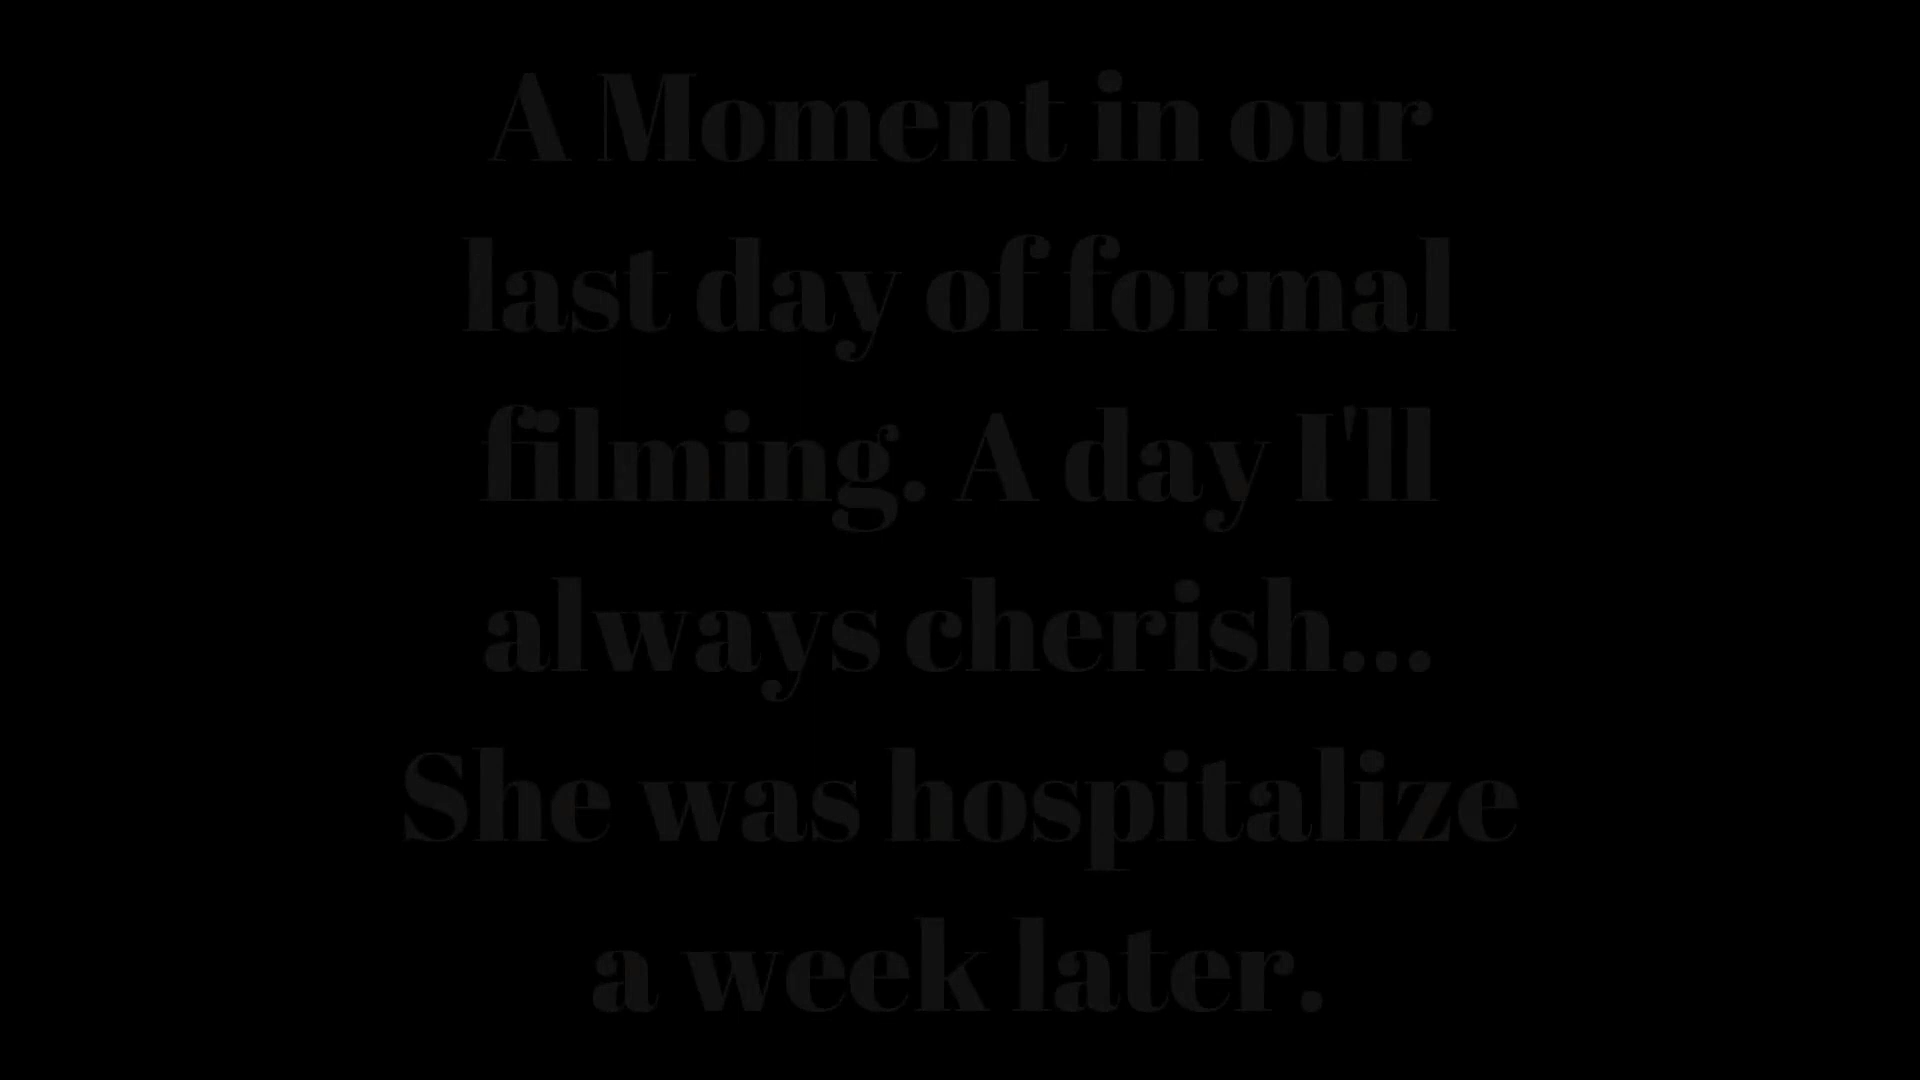 A Moment in our
last day of formal
filming. A day I'll
always cherish...
She was hospitalize
a week later.